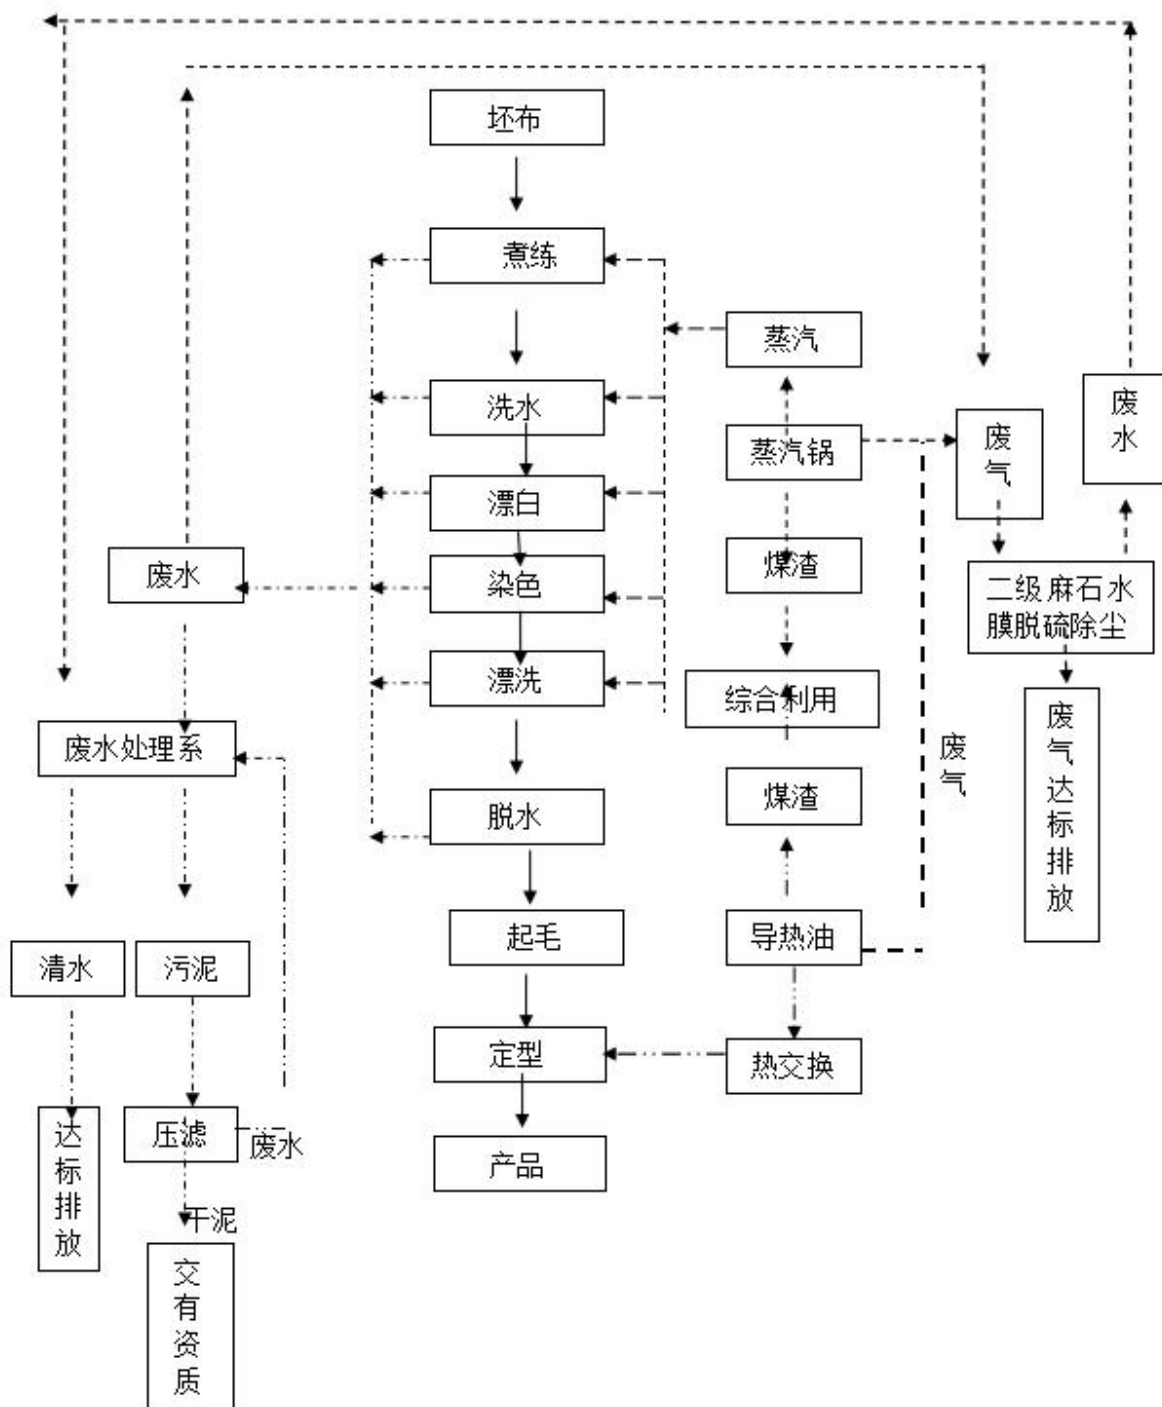 坯布
煮练
蒸汽
洗水
废水
蒸汽锅
废气
漂白
煤渣
废水
染色
二级麻石水
膜脱硫除尘
漂洗
综合利用
废气达标排放
废水处理系
废气
脱水
煤渣
起毛
导热油
清水
污泥
定型
热交换
达标排放
压滤
废水
产品
干泥
交有资质